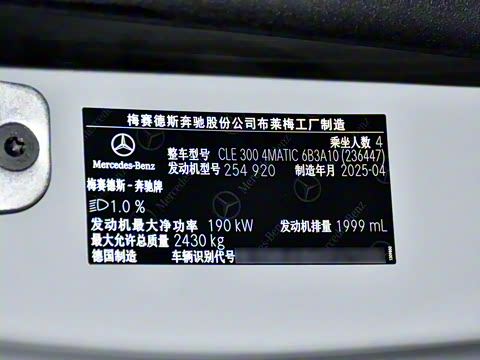 梅赛德斯奔驰股份公司布莱梅工厂制造
乘坐人数 4
Mercedes-Benz
整车型号 CLE 300 4MATIC 6B3A10 (236447)
发动机型号 254 920 制造年月 2025-04
梅赛德斯－奔驰牌
1.0 %
发动机最大净功率 190 kW 发动机排量 1999 mL
最大允许总质量 2430 kg
德国制造 车辆识别代号